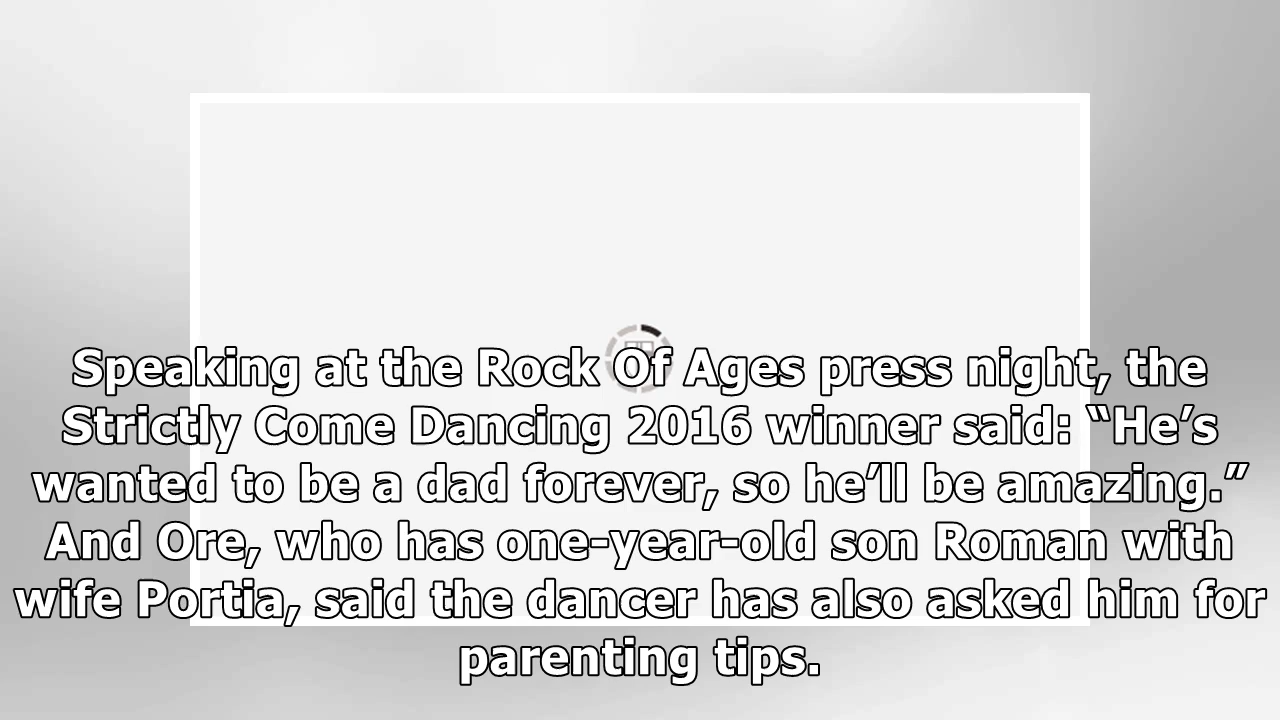 Speaking at the Rock Of Ages press night, the
Strictly Come Dancing 2016 winner said: “He’s
wanted to be a dad forever, so he’ll be amazing.”
And Ore, who has one-year-old son Roman with
wife Portia, said the dancer has also asked him for
parenting tips.